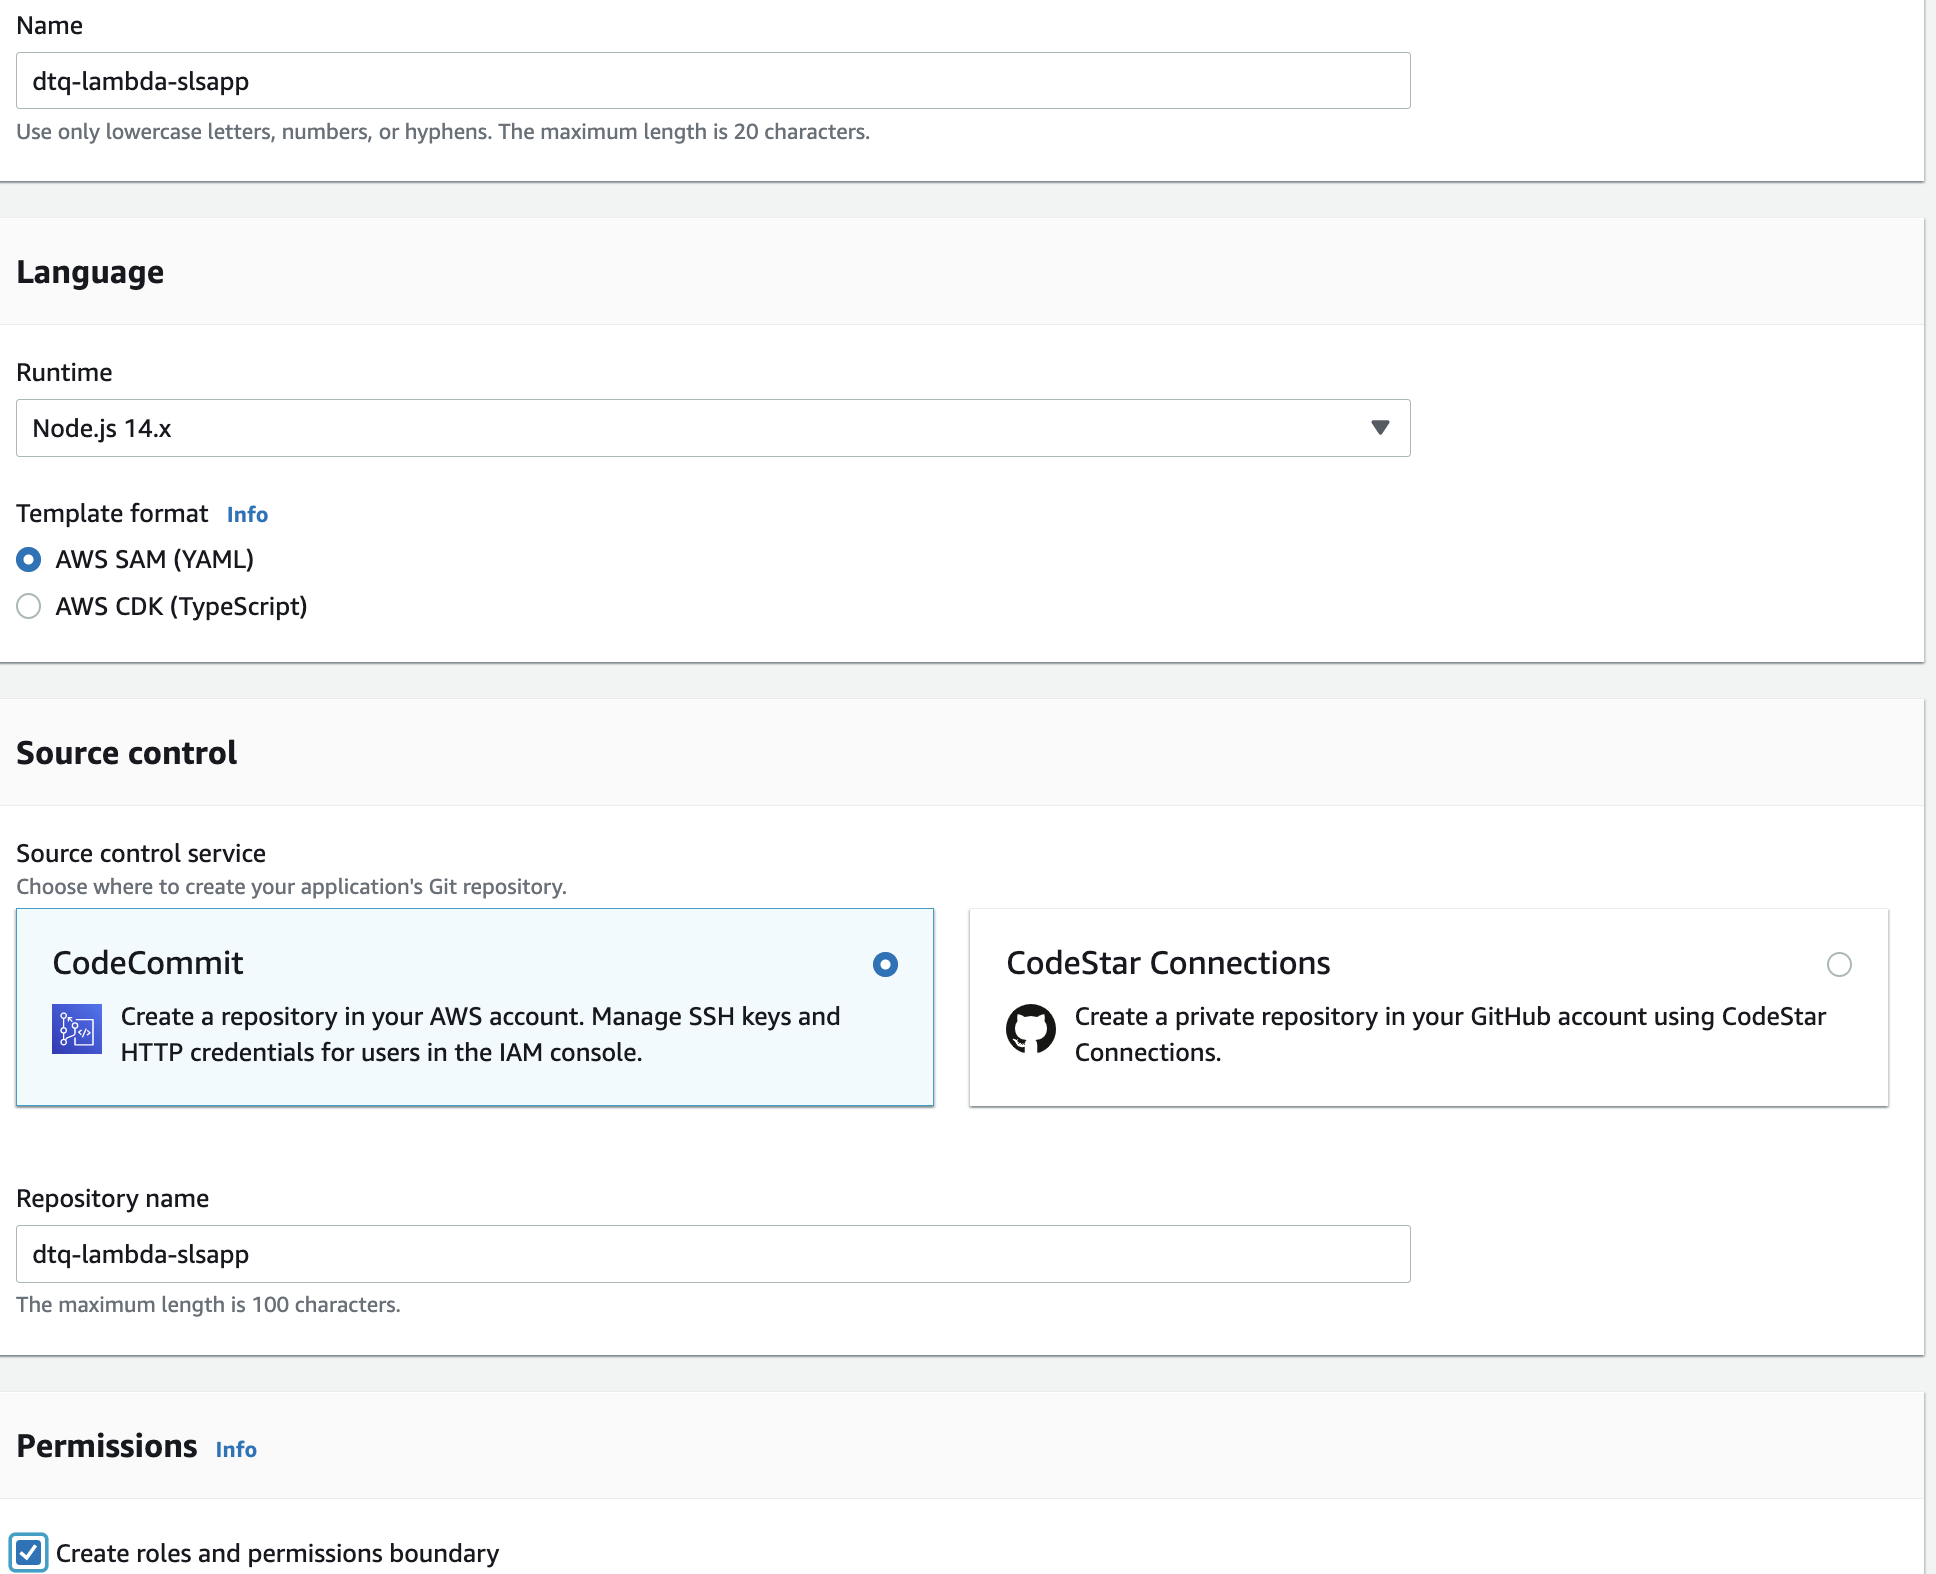 Name
dtq-lambda-slsapp
Use only lowercase letters, numbers, or hyphens. The maximum length is 20 characters.
Language
Runtime
Node.js 14.x
Template format Info
AWS SAM (YAML)
AWS CDK (TypeScript)
Source control
Source control service
Choose where to create your application's Git repository.
CodeCommit
Create a repository in your AWS account. Manage SSH keys and
HTTP credentials for users in the IAM console.
CodeStar Connections
Create a private repository in your GitHub account using CodeStar
Connections.
Repository name
dtq-lambda-slsapp
The maximum length is 100 characters.
Permissions Info
Create roles and permissions boundary